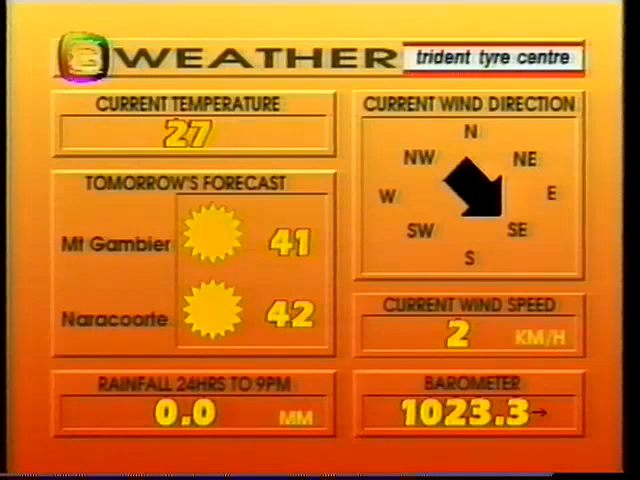 8 WEATHER trident tyre centre
CURRENT TEMPERATURE
27
TOMORROW'S FORECAST
Mt Gambier 41
Naracoorte 42
RAINFALL 24HRS TO 9PM
0.0 MM
CURRENT WIND DIRECTION
N
NW NE
W E
SW SE
S
CURRENT WIND SPEED
2 KM/H
BAROMETER
1023.3→